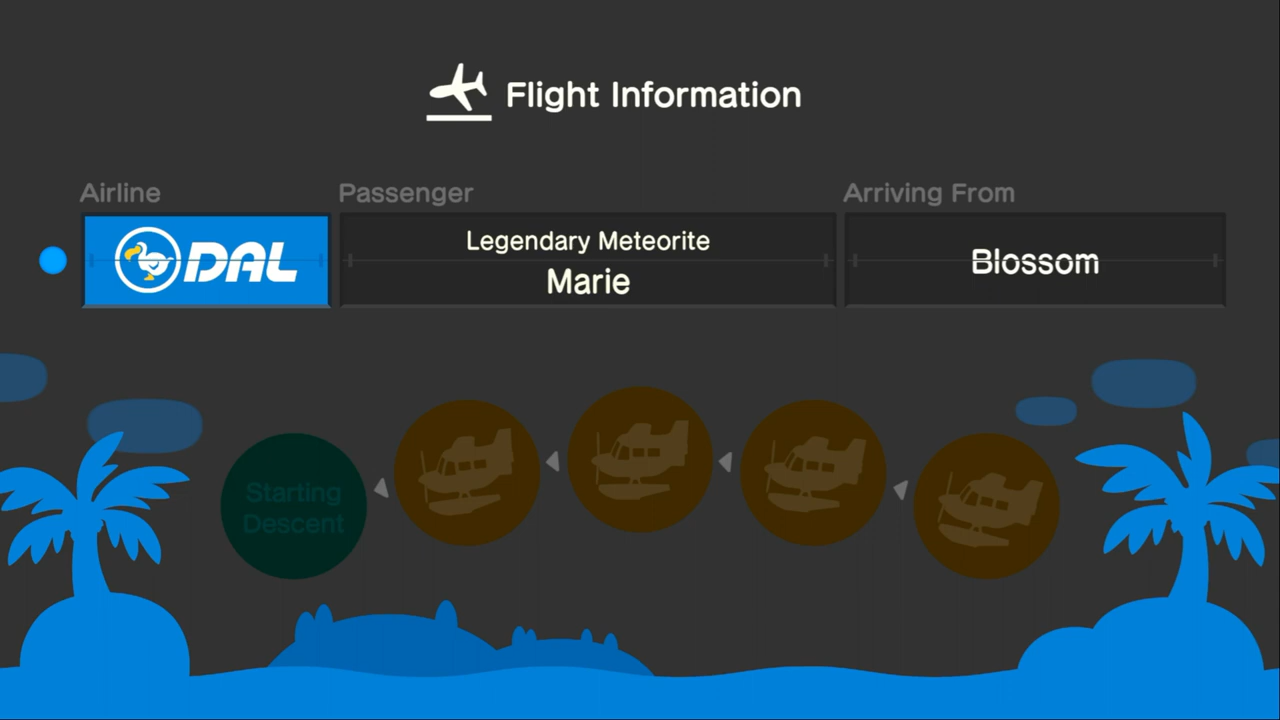 Flight Information
Airline
Passenger
Arriving From
DAL
Legendary Meteorite
Marie
Blossom
Starting
Descent